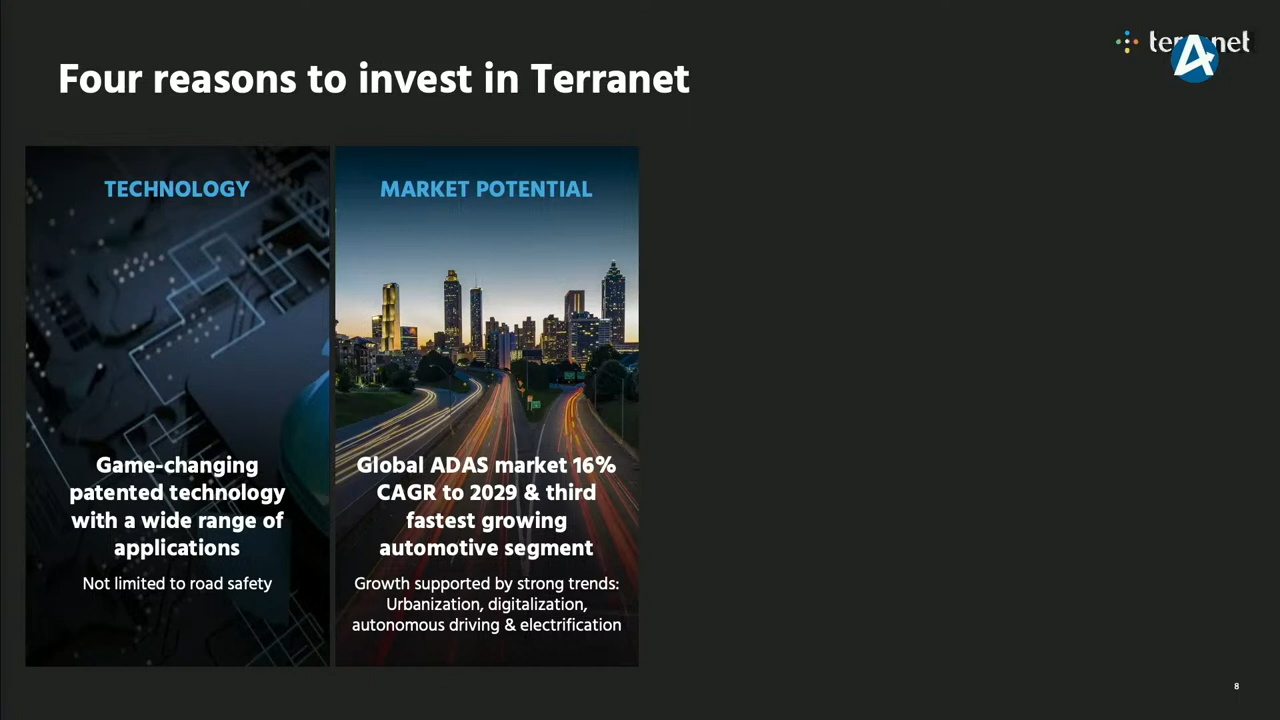 Four reasons to invest in Terranet
TECHNOLOGY
Game-changing
patented technology
with a wide range of
applications
Not limited to road safety
MARKET POTENTIAL
Global ADAS market 16%
CAGR to 2029 & third
fastest growing
automotive segment
Growth supported by strong trends:
Urbanization, digitalization,
autonomous driving & electrification
8